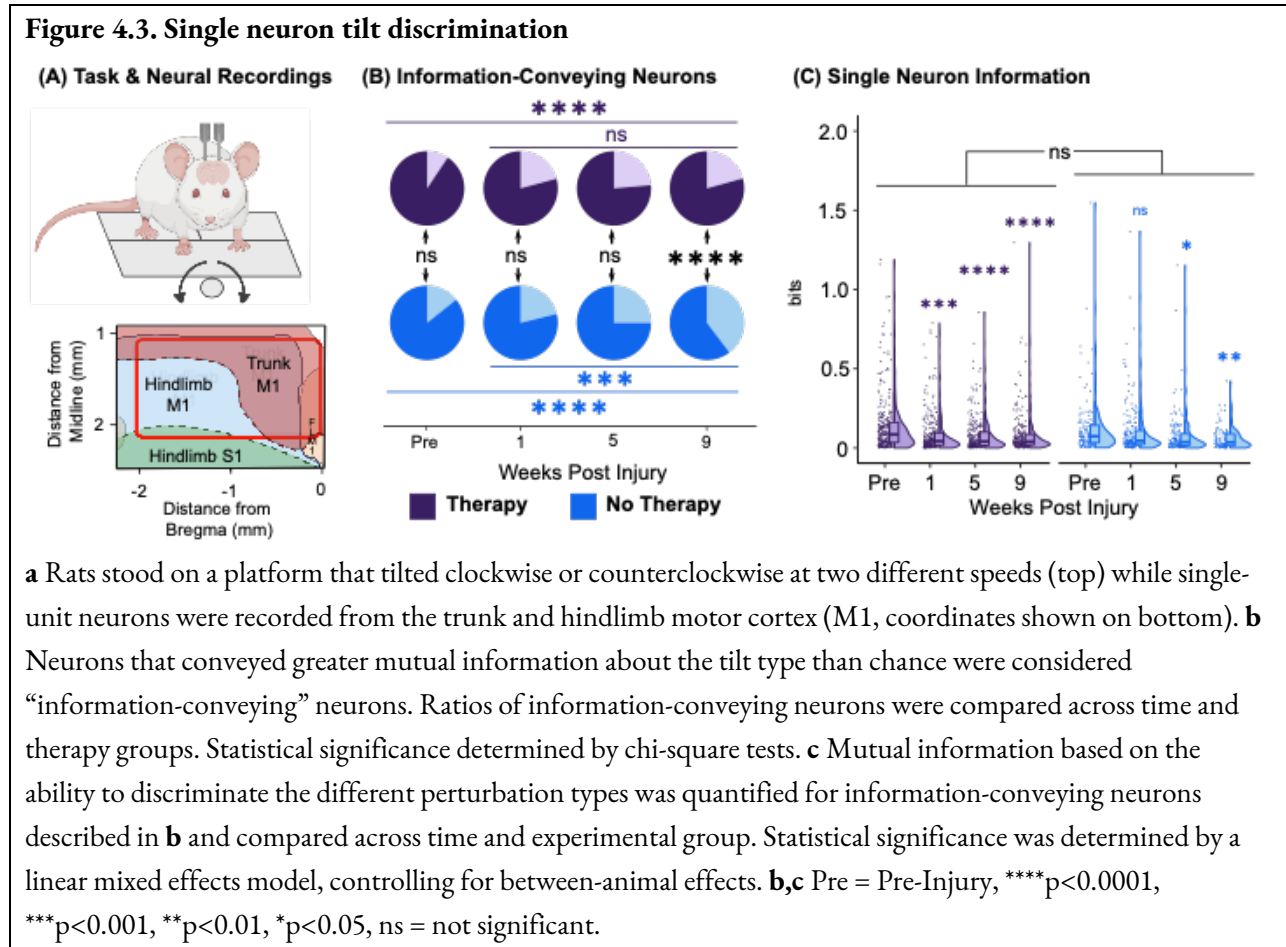 Figure 4.3. Single neuron tilt discrimination
(A) Task & Neural Recordings
(B) Information-Conveying Neurons
(C) Single Neuron Information
1
2
Distance from
Midline (mm)
Trunk
M1
Hindlimb
M1
Hindlimb S1
-2
-1
0
Distance from
Bregma (mm)
****
ns
ns
ns
ns
****
***
****
Pre
1
5
9
Weeks Post Injury
Therapy
No Therapy
2.0
1.5
1.0
0.5
0
bits
ns
***
****
****
ns
*
**
Pre
1
5
9
Pre
1
5
9
Weeks Post Injury
a Rats stood on a platform that tilted clockwise or counterclockwise at two different speeds (top) while single-
unit neurons were recorded from the trunk and hindlimb motor cortex (M1, coordinates shown on bottom). b
Neurons that conveyed greater mutual information about the tilt type than chance were considered
“information-conveying” neurons. Ratios of information-conveying neurons were compared across time and
therapy groups. Statistical significance determined by chi-square tests. c Mutual information based on the
ability to discriminate the different perturbation types was quantified for information-conveying neurons
described in b and compared across time and experimental group. Statistical significance was determined by a
linear mixed effects model, controlling for between-animal effects. b,c Pre = Pre-Injury, ****p<0.0001,
***p<0.001, **p<0.01, *p<0.05, ns = not significant.